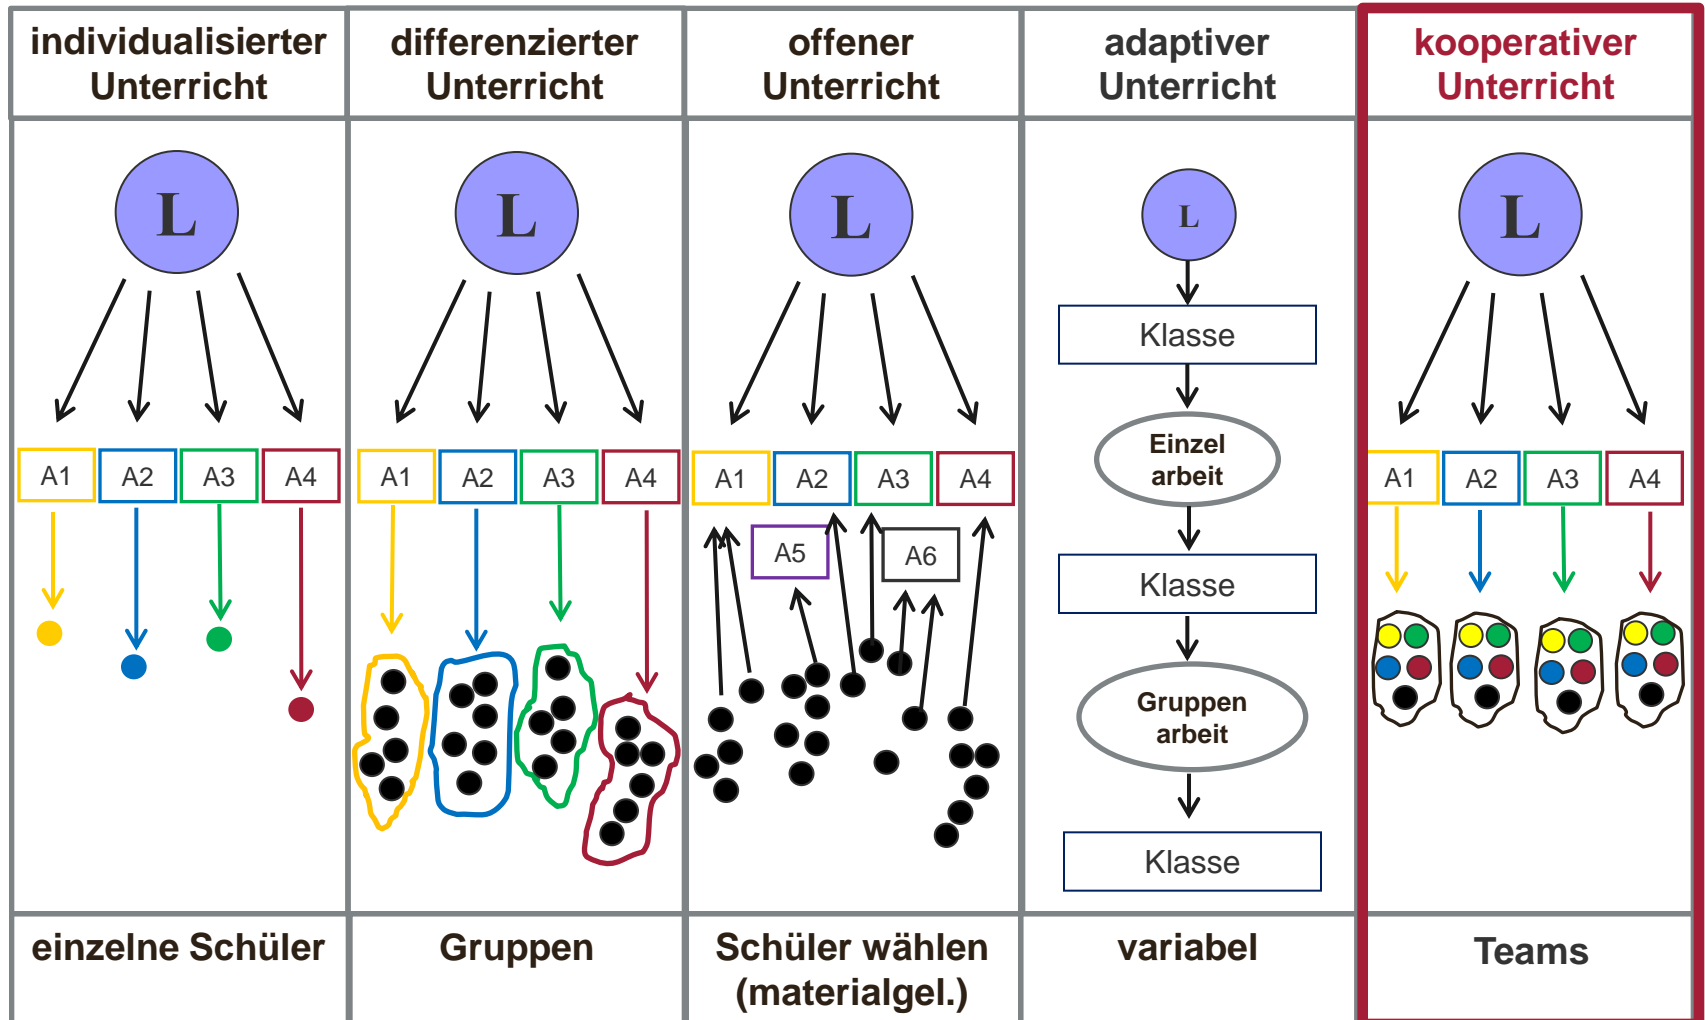 individualisierter
Unterricht
differenzierter
Unterricht
offener
Unterricht
adaptiver
Unterricht
kooperativer
Unterricht
L
A1 A2 A3 A4
L
A1 A2 A3 A4
L
A1 A2 A3 A4
A5 A6
L
Klasse
Einzel
arbeit
Klasse
Gruppen
arbeit
Klasse
L
A1 A2 A3 A4
einzelne Schüler
Gruppen
Schüler wählen
(materialgel.)
variabel
Teams